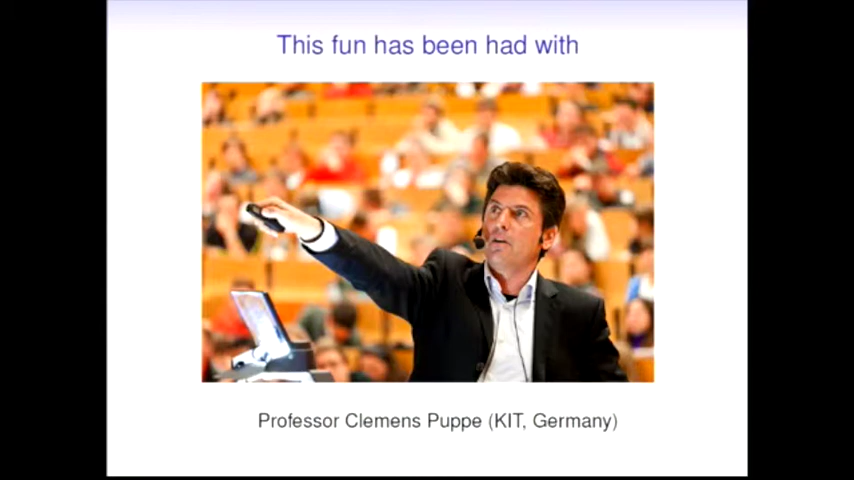 This fun has been had with
Professor Clemens Puppe (KIT, Germany)